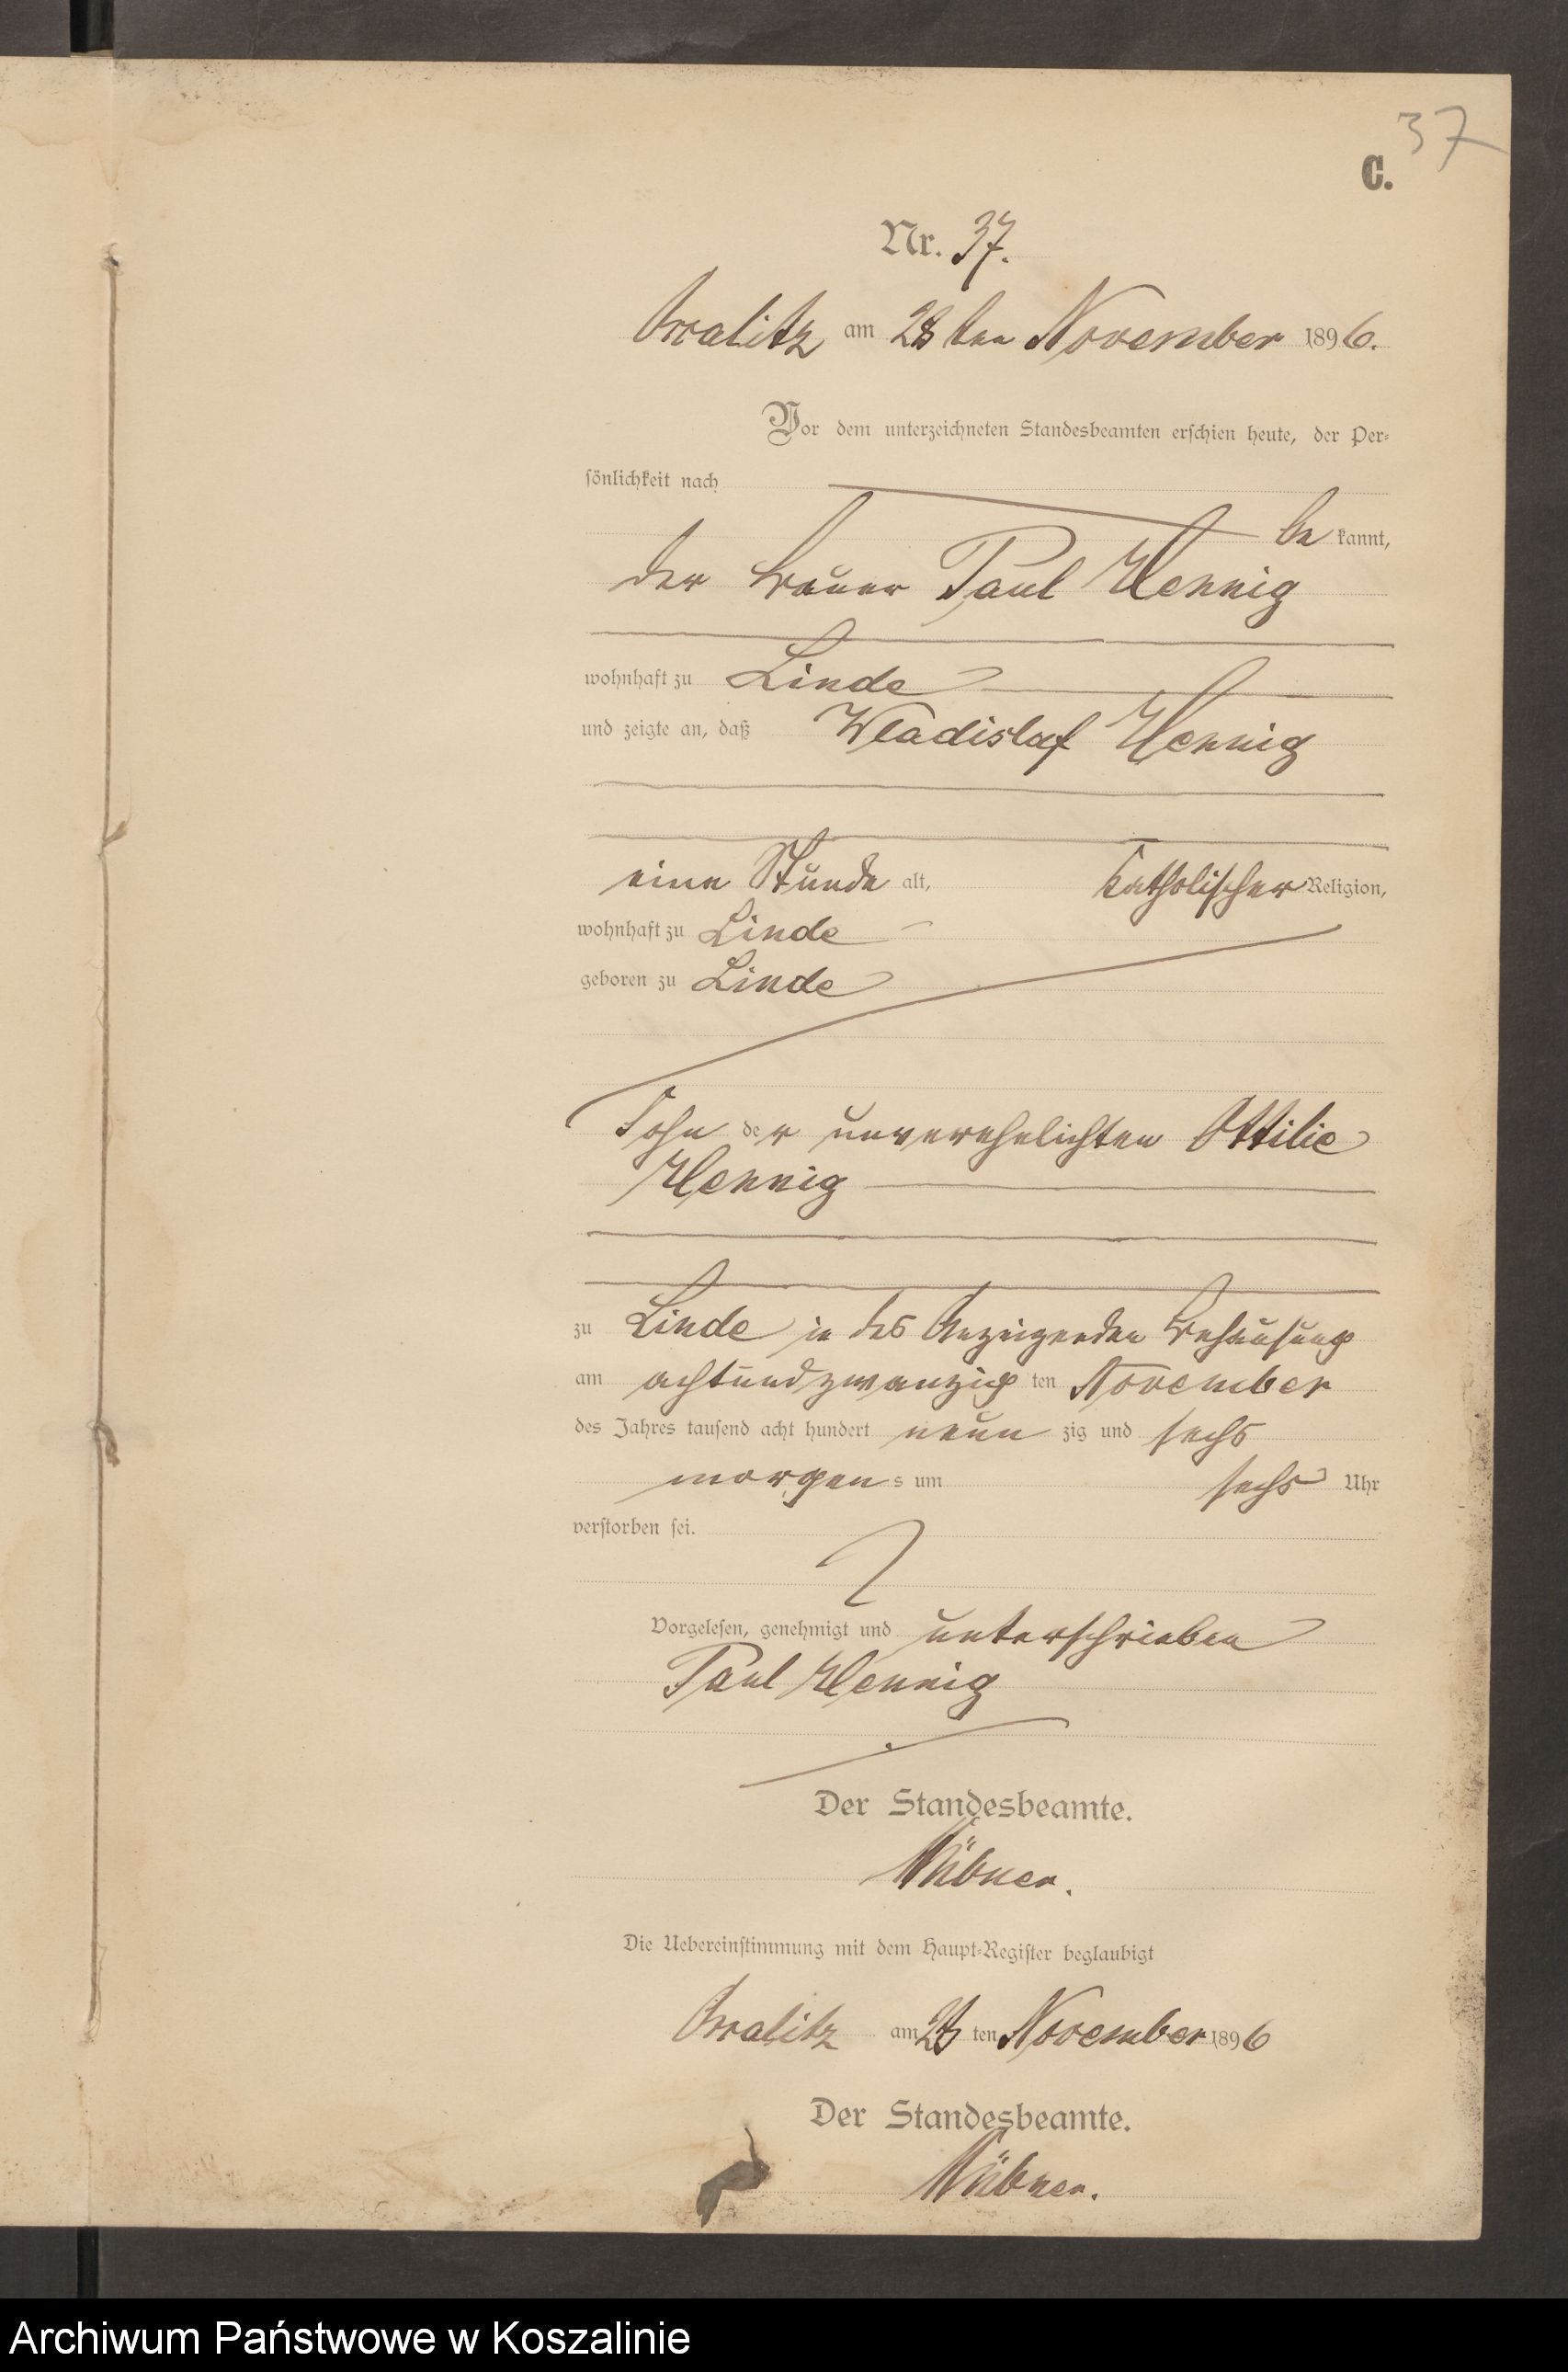 37
C.
Nr. 37.
Arralitz am 28ten November 1896.
Vor dem unterzeichneten Standesbeamten erschien heute, der Per-
sönlichkeit nach
be kannt,
der Bauer Paul Hennig
wohnhaft zu Linde
und zeigte an, daß Wladislaf Hennig
eine Stunde alt, katholischer Religion,
wohnhaft zu Linde
geboren zu Linde
Sohn der unverehelichten Ottilie
Hennig
zu Linde in des Anzeigenden Behausung
am achtundzwanzig ten November
des Jahres tausend acht hundert neun zig und sechs
morgen s um sechs Uhr
verstorben sei.
Vorgelesen, genehmigt und unterschrieben
Paul Hennig
Der Standesbeamte.
Die Uebereinstimmung mit dem Haupt-Register beglaubigt
Arralitz am 28 ten November 1896
Der Standesbeamte.
Archiwum Państwowe w Koszalinie